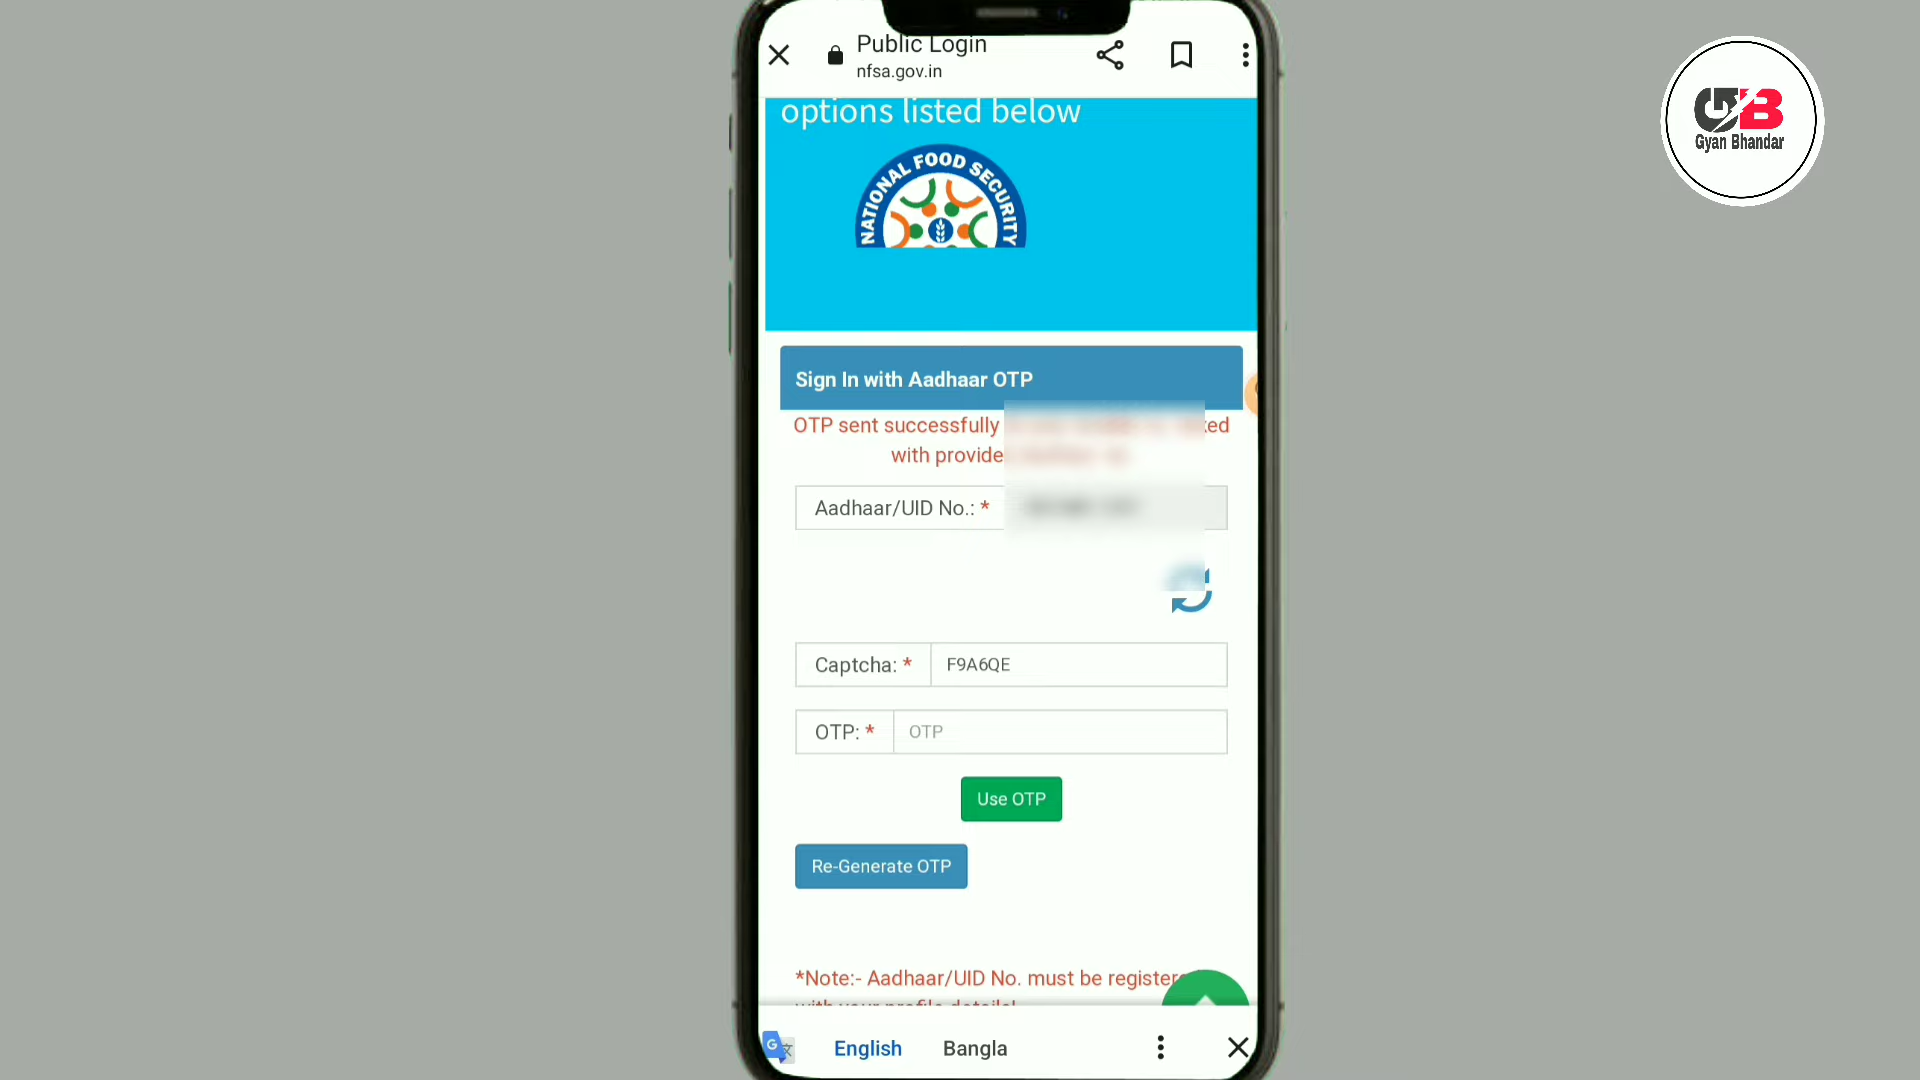 Public Login
nfsa.gov.in
options listed below
NATIONAL FOOD SECURITY
GB
Gyan Bhandar
Sign In with Aadhaar OTP
OTP sent successfully
with provide
Aadhaar/UID No.: *
Captcha: * F9A6QE
OTP: * OTP
Use OTP
Re-Generate OTP
*Note:- Aadhaar/UID No. must be registere
English Bangla